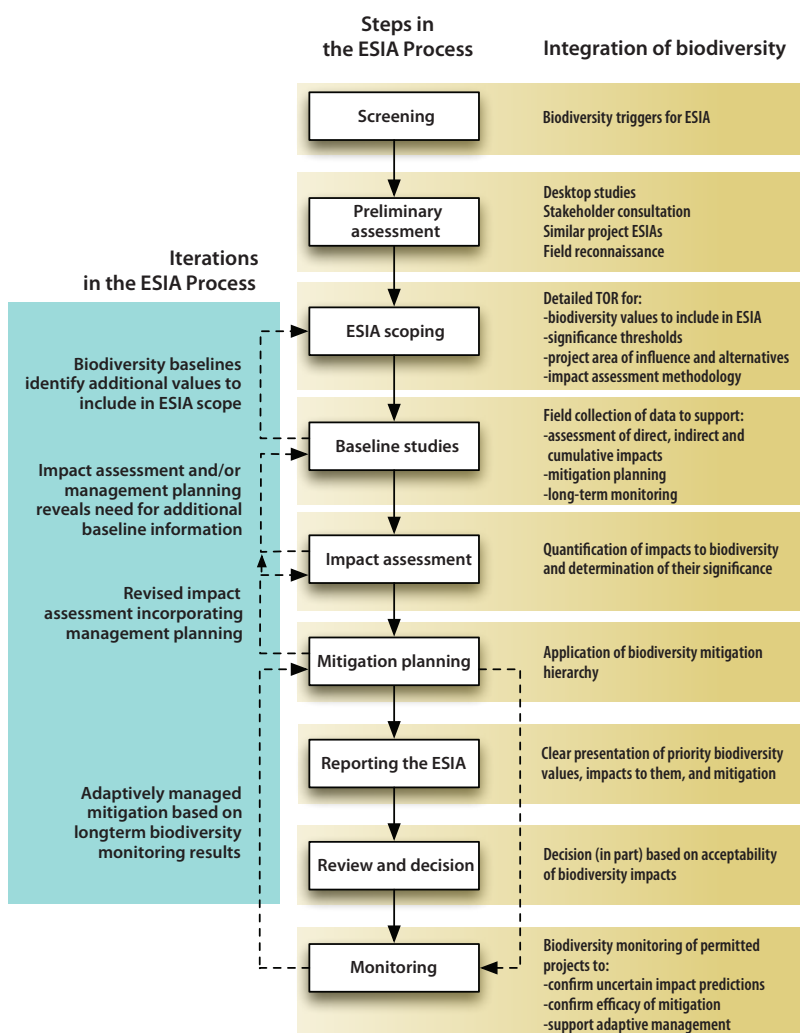 Steps in
the ESIA Process
Integration of biodiversity
Screening
Biodiversity triggers for ESIA
Preliminary
assessment
Desktop studies
Stakeholder consultation
Similar project ESIAs
Field reconnaissance
Iterations
in the ESIA Process
ESIA scoping
Detailed TOR for:
-biodiversity values to include in ESIA
-significance thresholds
-project area of influence and alternatives
-impact assessment methodology
Biodiversity baselines
identify additional values to
include in ESIA scope
Baseline studies
Field collection of data to support:
-assessment of direct, indirect and
cumulative impacts
-mitigation planning
-long-term monitoring
Impact assessment and/or
management planning
reveals need for additional
baseline information
Impact assessment
Quantification of impacts to biodiversity
and determination of their significance
Revised impact
assessment incorporating
management planning
Mitigation planning
Application of biodiversity mitigation
hierarchy
Reporting the ESIA
Clear presentation of priority biodiversity
values, impacts to them, and mitigation
Adaptively managed
mitigation based on
longterm biodiversity
monitoring results
Review and decision
Decision (in part) based on acceptability
of biodiversity impacts
Monitoring
Biodiversity monitoring of permitted
projects to:
-confirm uncertain impact predictions
-confirm efficacy of mitigation
-support adaptive management